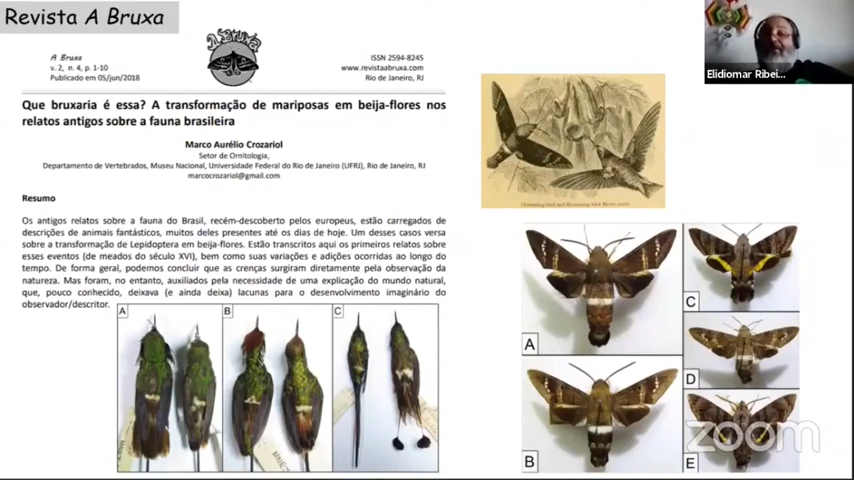 Revista A Bruxa
A Bruxa
v. 2, n. 4, p. 1-10
Publicado em 05/jun/2018
A Bruxa
ISSN 2594-8245
www.revistaabruxa.com
Rio de Janeiro, RJ
Que bruxaria é essa? A transformação de mariposas em beija-flores nos
relatos antigos sobre a fauna brasileira
Marco Aurélio Crozariol
Setor de Ornitologia,
Departamento de Vertebrados, Museu Nacional, Universidade Federal do Rio de Janeiro (UFRJ), Rio de Janeiro, RJ
marcocrozariol@gmail.com
Resumo
Os antigos relatos sobre a fauna do Brasil, recém-descoberto pelos europeus, estão carregados de
descrições de animais fantásticos, muitos deles presentes até os dias de hoje. Um desses casos versa
sobre a transformação de Lepidoptera em beija-flores. Estão transcritos aqui os primeiros relatos sobre
esses eventos (de meados do século XVI), bem como suas variações e adições ocorridas ao longo do
tempo. De forma geral, podemos concluir que as crenças surgiram diretamente pela observação da
natureza. Mas foram, no entanto, auxiliados pela necessidade de uma explicação do mundo natural,
que, pouco conhecido, deixava (e ainda deixa) lacunas para o desenvolvimento imaginário do
observador/descritor.
A
B
C
Elidiomar Ribei...
Humming-bird and Humming-bird Hawk-moth
A
B
C
D
E
zoom